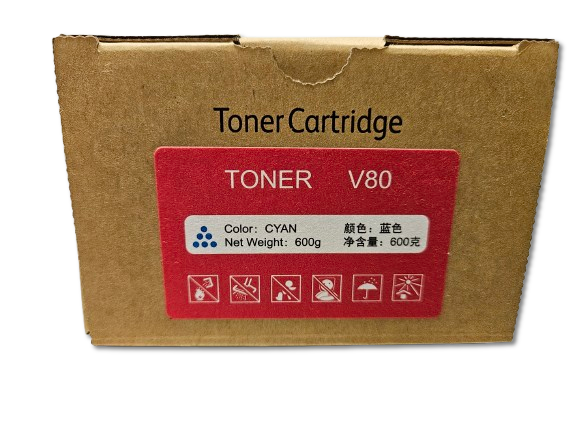 Toner Cartridge
TONER V80
Color: CYAN 颜色：蓝色
Net Weight: 600g 净含量：600克